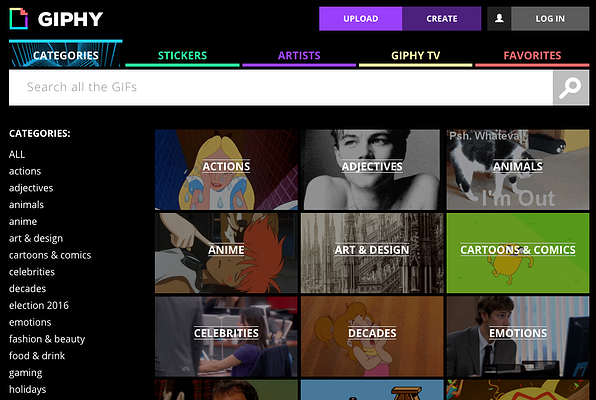 GIPHY
UPLOAD
CREATE
LOG IN
CATEGORIES
STICKERS
ARTISTS
GIPHY TV
FAVORITES
Search all the GIFs
CATEGORIES:
ALL
actions
adjectives
animals
anime
art & design
cartoons & comics
celebrities
decades
election 2016
emotions
fashion & beauty
food & drink
gaming
holidays
ACTIONS
ADJECTIVES
Psh. Whateva
ANIMALS
I'm Out
ANIME
ART & DESIGN
CARTOONS & COMICS
CELEBRITIES
DECADES
EMOTIONS